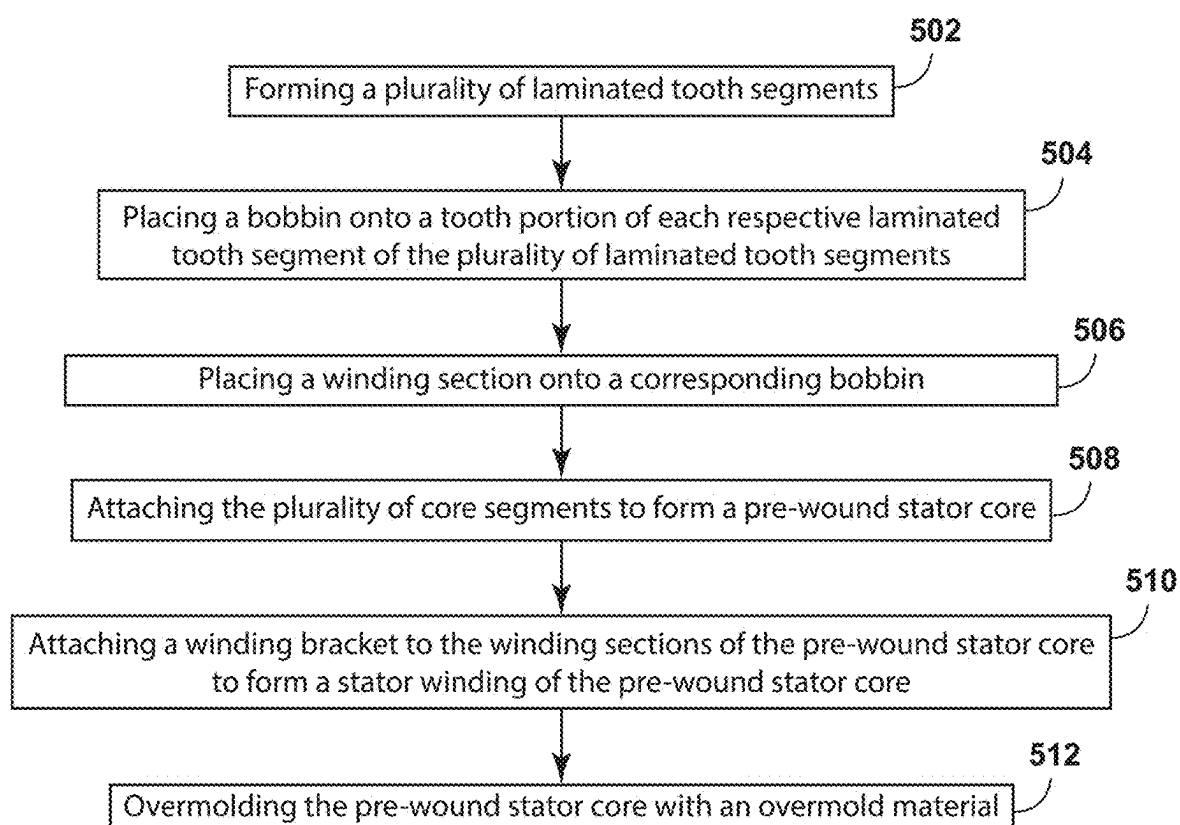 502
Forming a plurality of laminated tooth segments
504
Placing a bobbin onto a tooth portion of each respective laminated
tooth segment of the plurality of laminated tooth segments
506
Placing a winding section onto a corresponding bobbin
508
Attaching the plurality of core segments to form a pre-wound stator core
510
Attaching a winding bracket to the winding sections of the pre-wound stator core
to form a stator winding of the pre-wound stator core
512
Overmolding the pre-wound stator core with an overmold material